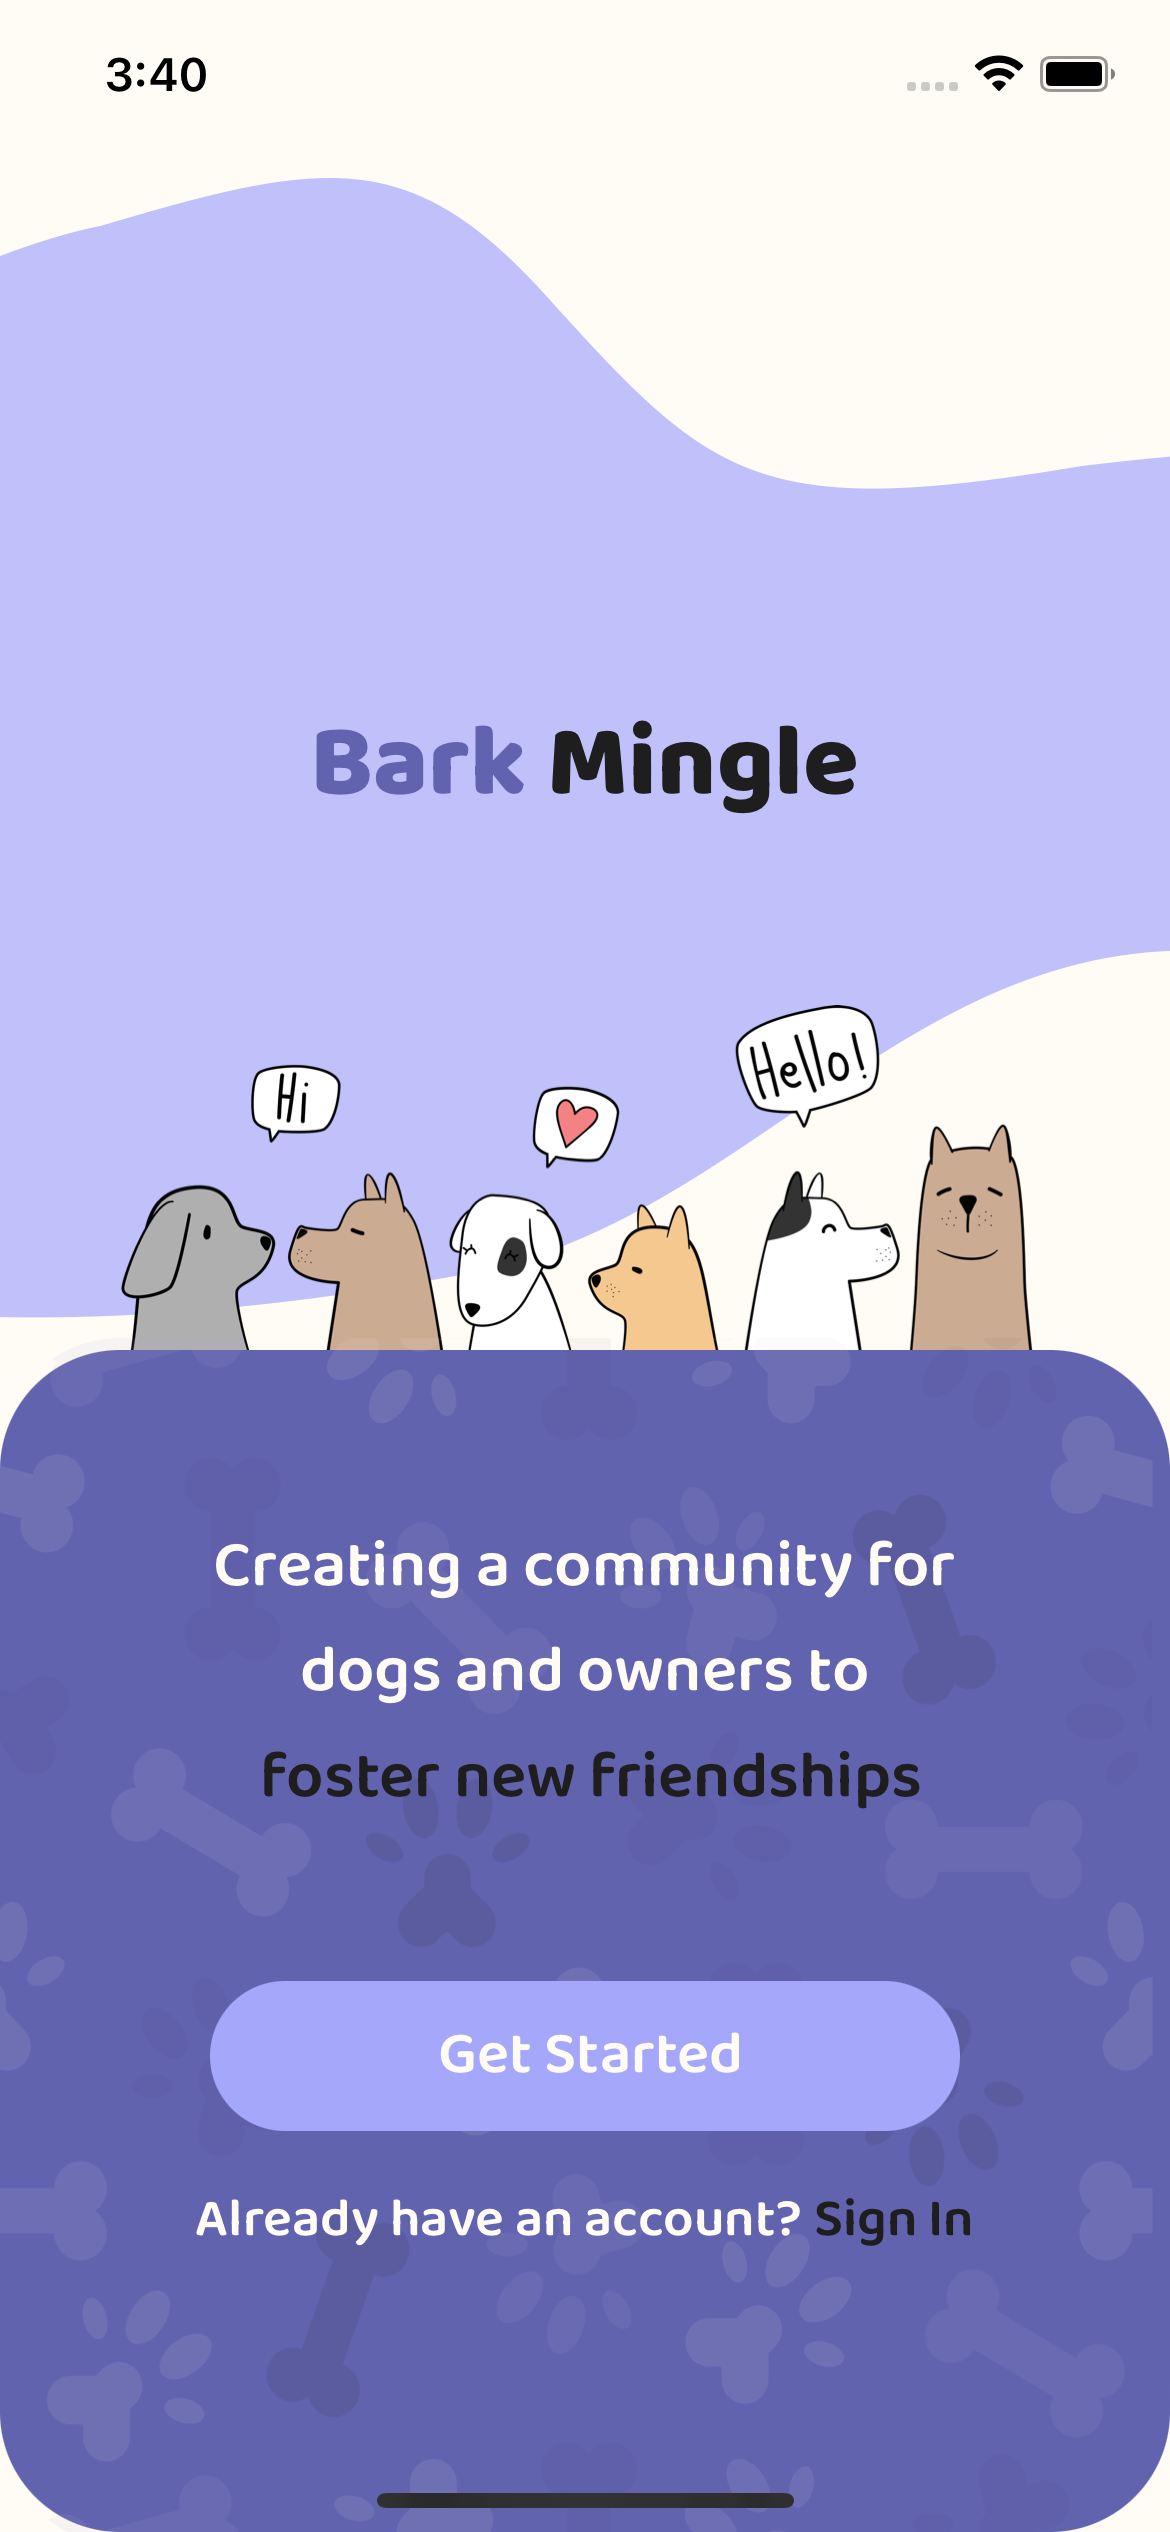 3:40
Bark Mingle
Hello!
Hi
Creating a community for
dogs and owners to
foster new friendships
Get Started
Already have an account? Sign In